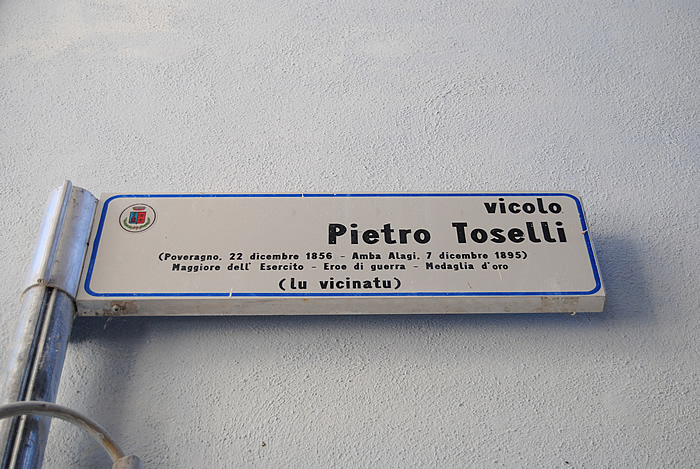 vicolo
Pietro Toselli
(Poveragno, 22 dicembre 1856 - Amba Alagi, 7 dicembre 1895)
Maggiore dell' Esercito - Eroe di guerra - Medaglia d'oro
(lu vicinatu)